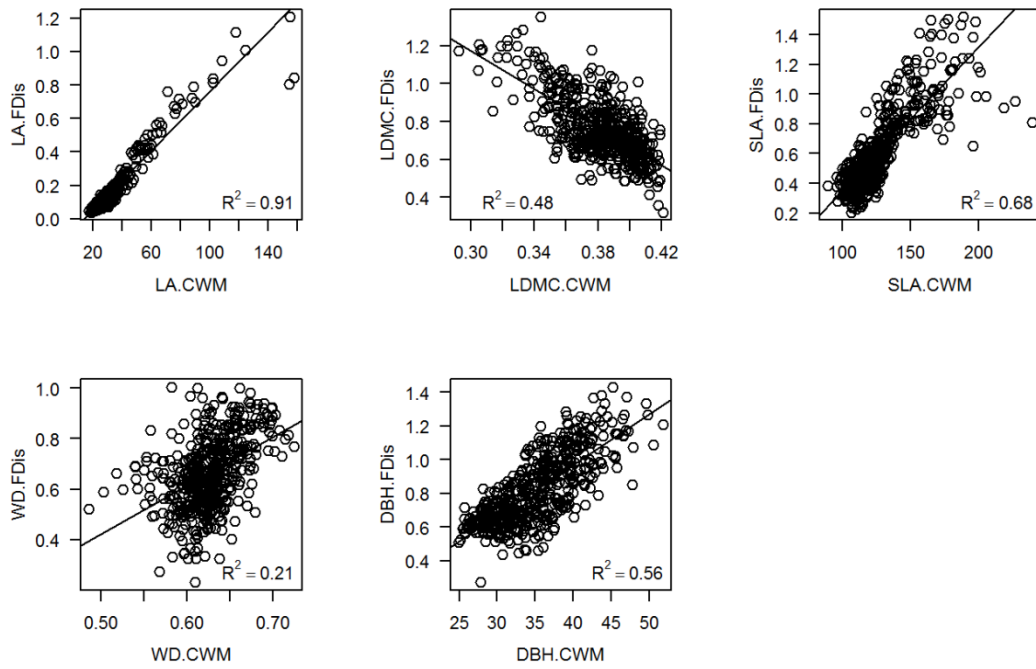 LA.FDis
1.2
1.0
0.8
0.6
0.4
0.2
0.0
R² = 0.91
20 60 100 140
LA.CWM
LDMC.FDis
1.4
1.2
1.0
0.8
0.6
0.4
R² = 0.48
0.30 0.34 0.38 0.42
LDMC.CWM
SLA.FDis
1.4
1.2
1.0
0.8
0.6
0.4
0.2
R² = 0.68
100 150 200
SLA.CWM
WD.FDis
1.0
0.8
0.6
0.4
R² = 0.21
0.50 0.60 0.70
WD.CWM
DBH.FDis
1.4
1.2
1.0
0.8
0.6
0.4
R² = 0.56
25 30 35 40 45 50
DBH.CWM